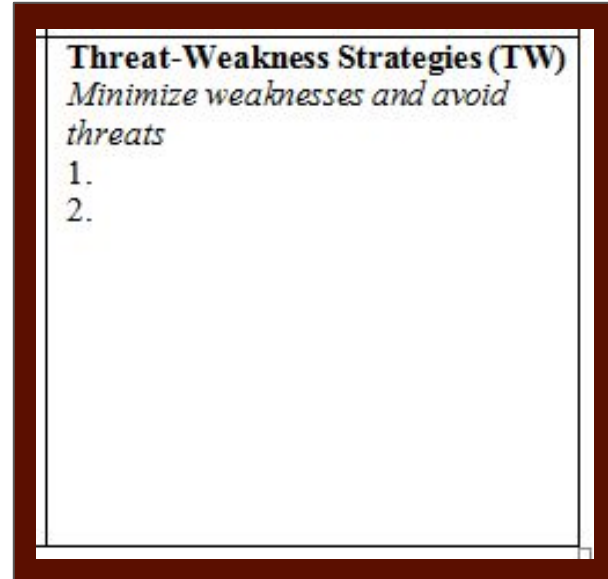 Threat-Weakness Strategies (TW)
Minimize weaknesses and avoid
threats
1.
2.